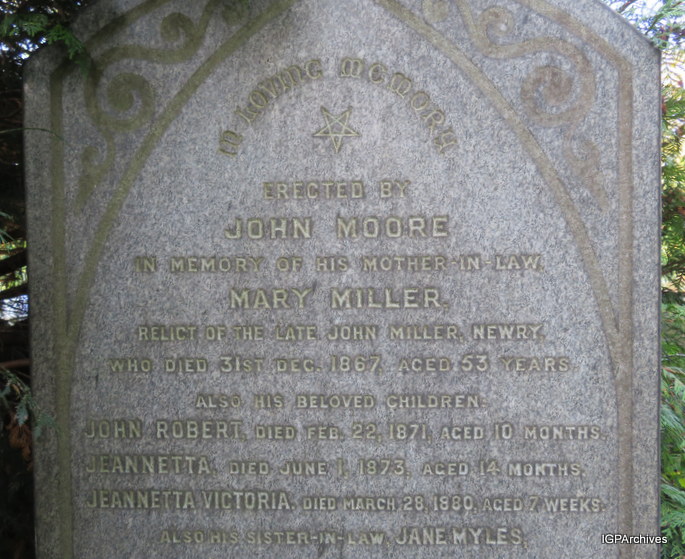 IN LOVING MEMORY
ERECTED BY
JOHN MOORE
IN MEMORY OF HIS MOTHER-IN-LAW,
MARY MILLER.
RELICT OF THE LATE JOHN MILLER, NEWRY,
WHO DIED 31ST DEC. 1867, AGED 53 YEARS
ALSO HIS BELOVED CHILDREN.
JOHN ROBERT, DIED FEB. 22, 1871, AGED 10 MONTHS.
JEANNETTA, DIED JUNE 1, 1873, AGED 14 MONTHS,
JEANNETTA VICTORIA, DIED MARCH 28, 1880, AGED 7 WEEKS.
ALSO HIS SISTER-IN-LAW, JANE MYLES,
IGPArchives